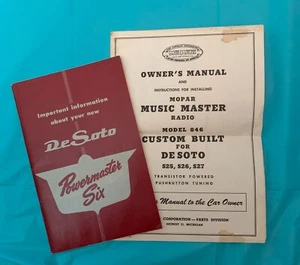 Important information
about your new
DeSoto
Powermaster
Six
OWNER'S MANUAL
AND
INSTRUCTIONS FOR INSTALLING
MOPAR
MUSIC MASTER
RADIO
MODEL 846
CUSTOM BUILT
FOR
DE SOTO
S25, S26, S27
TRANSISTOR POWERED
PUSHBUTTON TUNING
Manual to the Car Owner
CORPORATION—PARTS DIVISION
DETROIT 31, MICHIGAN